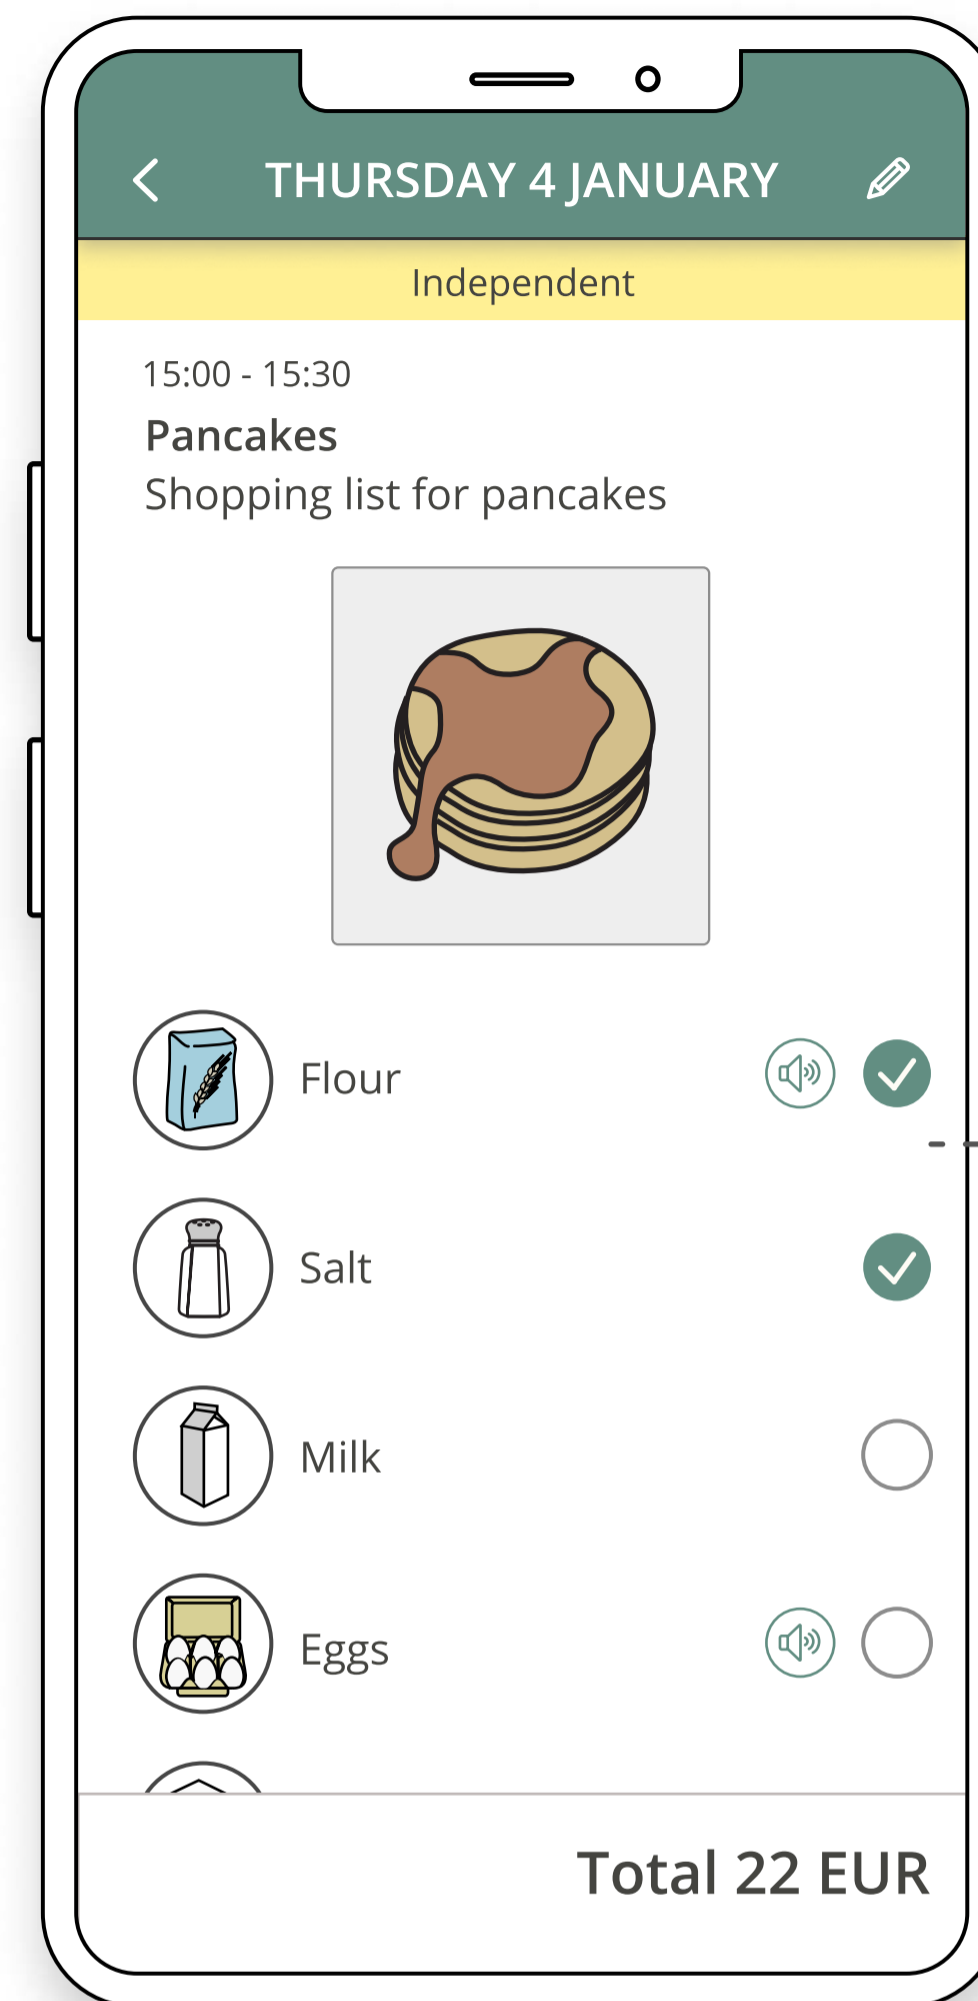 THURSDAY 4 JANUARY
Independent
15:00 - 15:30
Pancakes
Shopping list for pancakes
Flour
Salt
Milk
Eggs
Total 22 EUR